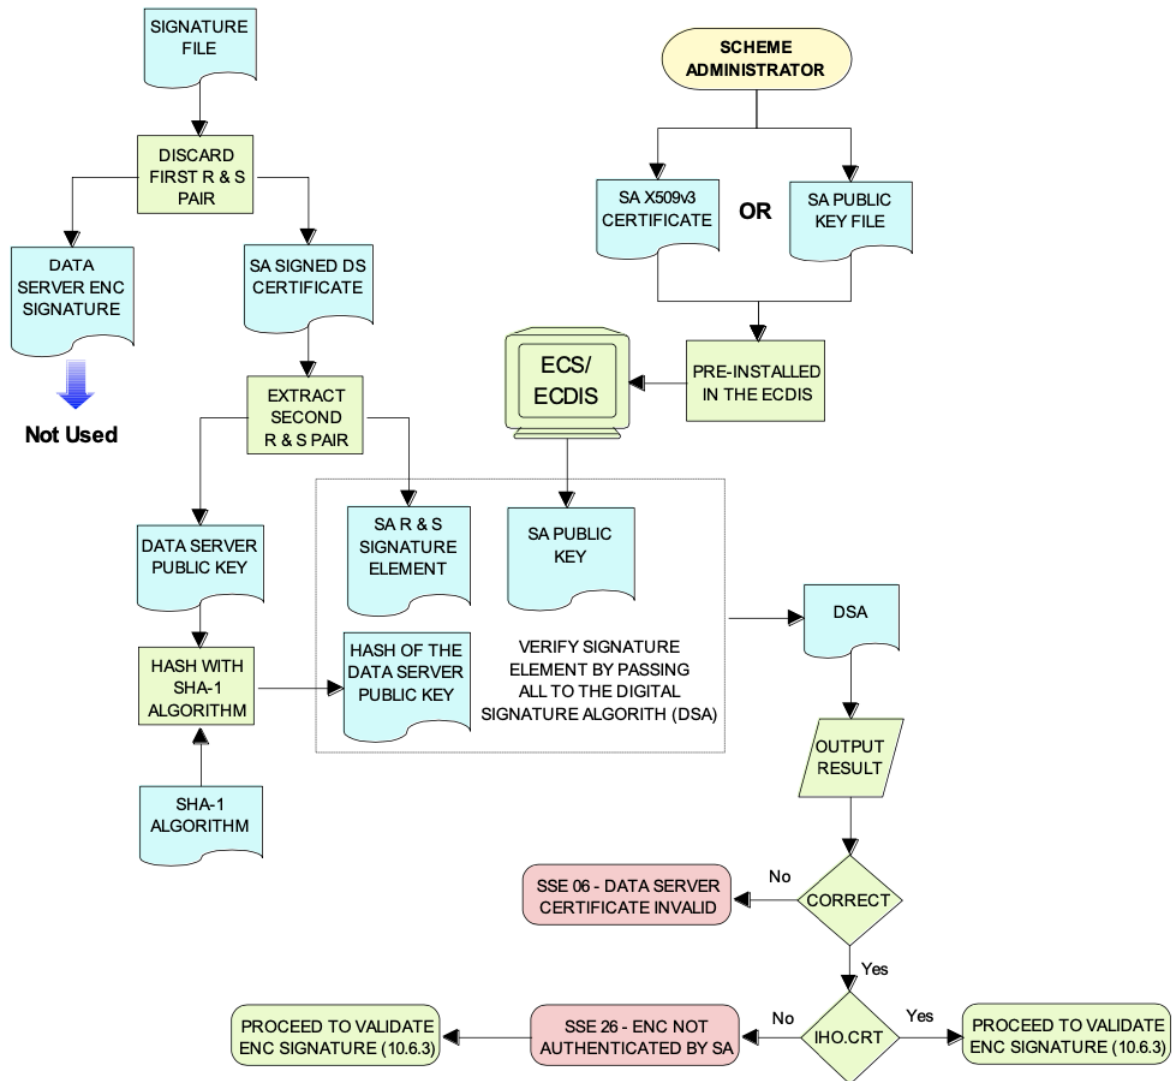 SIGNATURE
FILE
SCHEME
ADMINISTRATOR
DISCARD
FIRST R & S
PAIR
SA X509v3
CERTIFICATE
OR
SA PUBLIC
KEY FILE
DATA
SERVER ENC
SIGNATURE
SA SIGNED DS
CERTIFICATE
Not Used
ECS/
ECDIS
PRE-INSTALLED
IN THE ECDIS
EXTRACT
SECOND
R & S PAIR
DATA SERVER
PUBLIC KEY
SA R & S
SIGNATURE
ELEMENT
SA PUBLIC
KEY
HASH WITH
SHA-1
ALGORITHM
HASH OF THE
DATA SERVER
PUBLIC KEY
VERIFY SIGNATURE
ELEMENT BY PASSING
ALL TO THE DIGITAL
SIGNATURE ALGORITH (DSA)
DSA
SHA-1
ALGORITHM
OUTPUT
RESULT
CORRECT
No
SSE 06 - DATA SERVER
CERTIFICATE INVALID
Yes
IHO.CRT
No
SSE 26 - ENC NOT
AUTHENTICATED BY SA
PROCEED TO VALIDATE
ENC SIGNATURE (10.6.3)
Yes
PROCEED TO VALIDATE
ENC SIGNATURE (10.6.3)